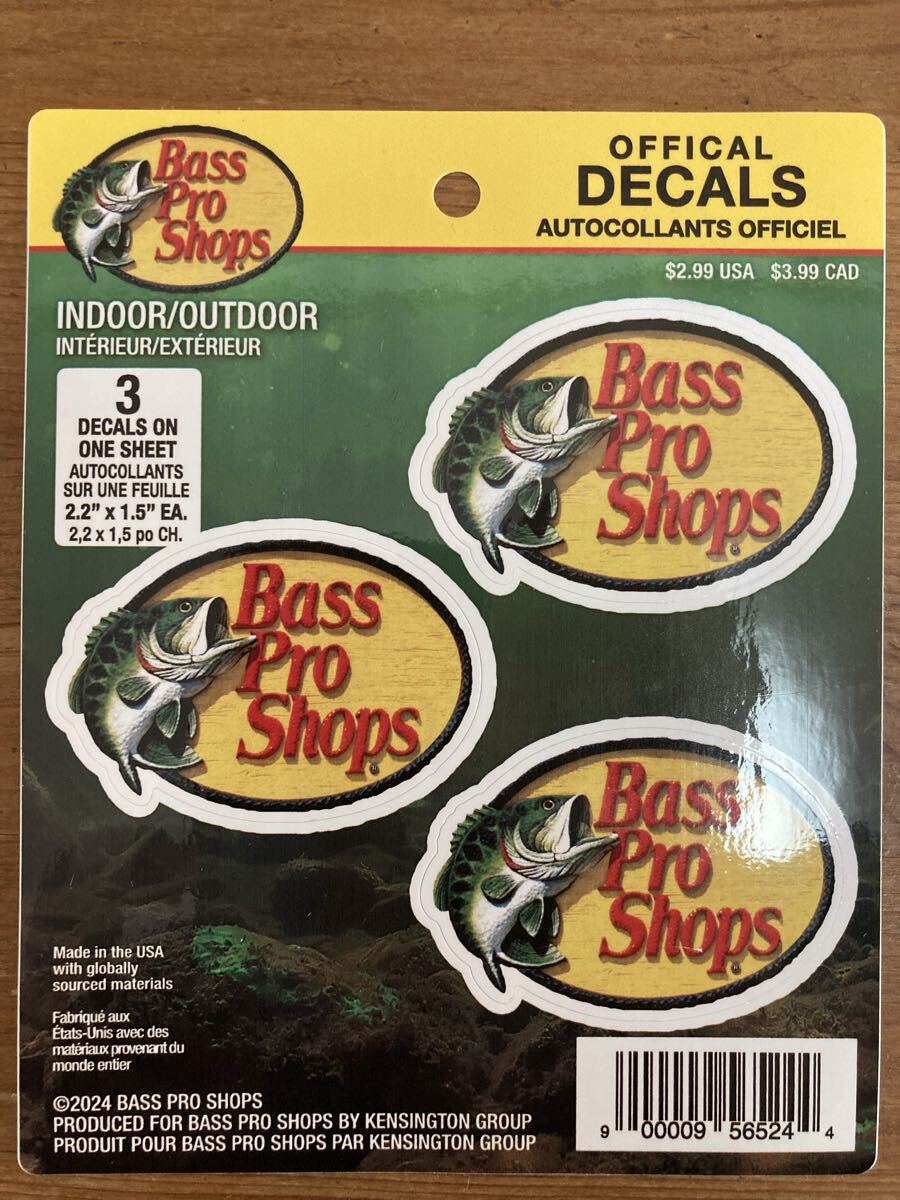 Bass
Pro
Shops
OFFICAL
DECALS
AUTOCOLLANTS OFFICIEL
$2.99 USA $3.99 CAD
INDOOR/OUTDOOR
INTÉRIEUR/EXTÉRIEUR
3
DECALS ON
ONE SHEET
AUTOCOLLANTS
SUR UNE FEUILLE
2.2" x 1.5" EA.
2,2 x 1,5 po CH.
Bass
Pro
Shops
®
Bass
Pro
Shops
®
Bass
Pro
Shops
®
Made in the USA
with globally
sourced materials
Fabriqué aux
États-Unis avec des
matériaux provenant du
monde entier
©2024 BASS PRO SHOPS
PRODUCED FOR BASS PRO SHOPS BY KENSINGTON GROUP
PRODUIT POUR BASS PRO SHOPS PAR KENSINGTON GROUP
9 00009 56524 4